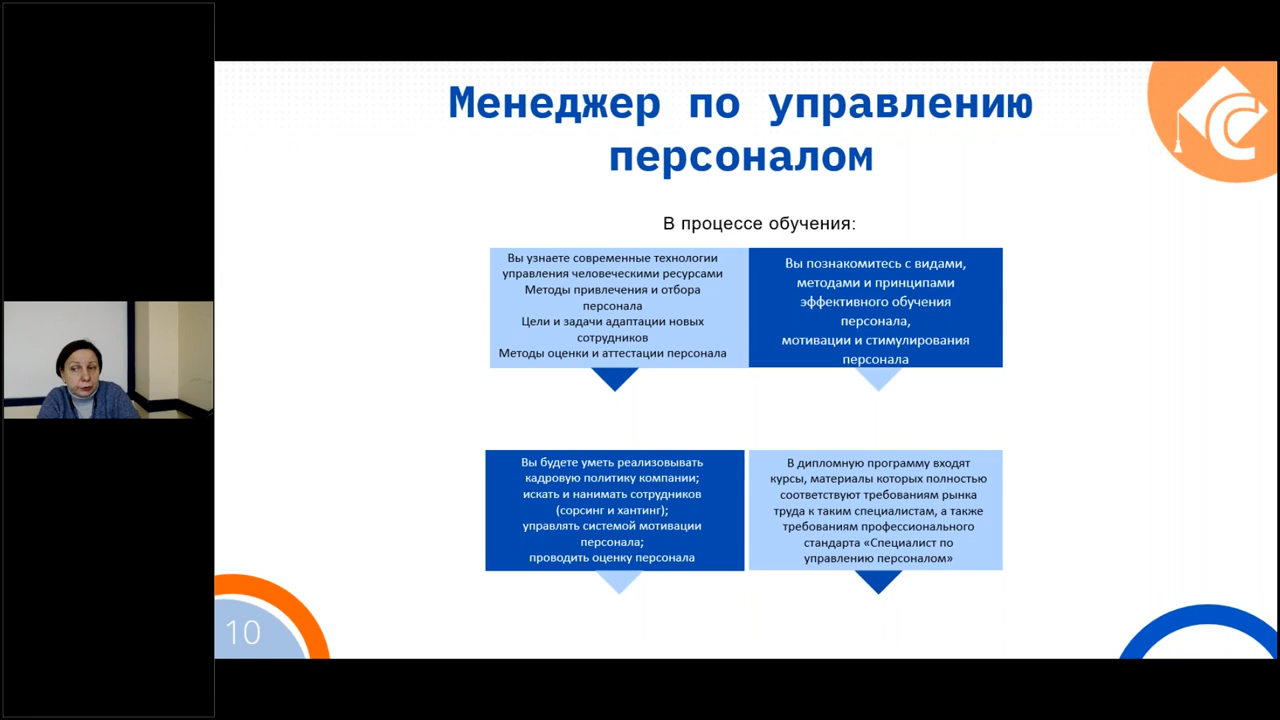 Менеджер по управлению
персоналом
В процессе обучения:
Вы узнаете современные технологии
управления человеческими ресурсами
Методы привлечения и отбора
персонала
Цели и задачи адаптации новых
сотрудников
Методы оценки и аттестации персонала
Вы познакомитесь с видами,
методами и принципами
эффективного обучения
персонала,
мотивации и стимулирования
персонала
Вы будете уметь реализовывать
кадровую политику компании;
искать и нанимать сотрудников
(сорсинг и хантинг);
управлять системой мотивации
персонала;
проводить оценку персонала
В дипломную программу входят
курсы, материалы которых полностью
соответствуют требованиям рынка
труда к таким специалистам, а также
требованиям профессионального
стандарта «Специалист по
управлению персоналом»
10